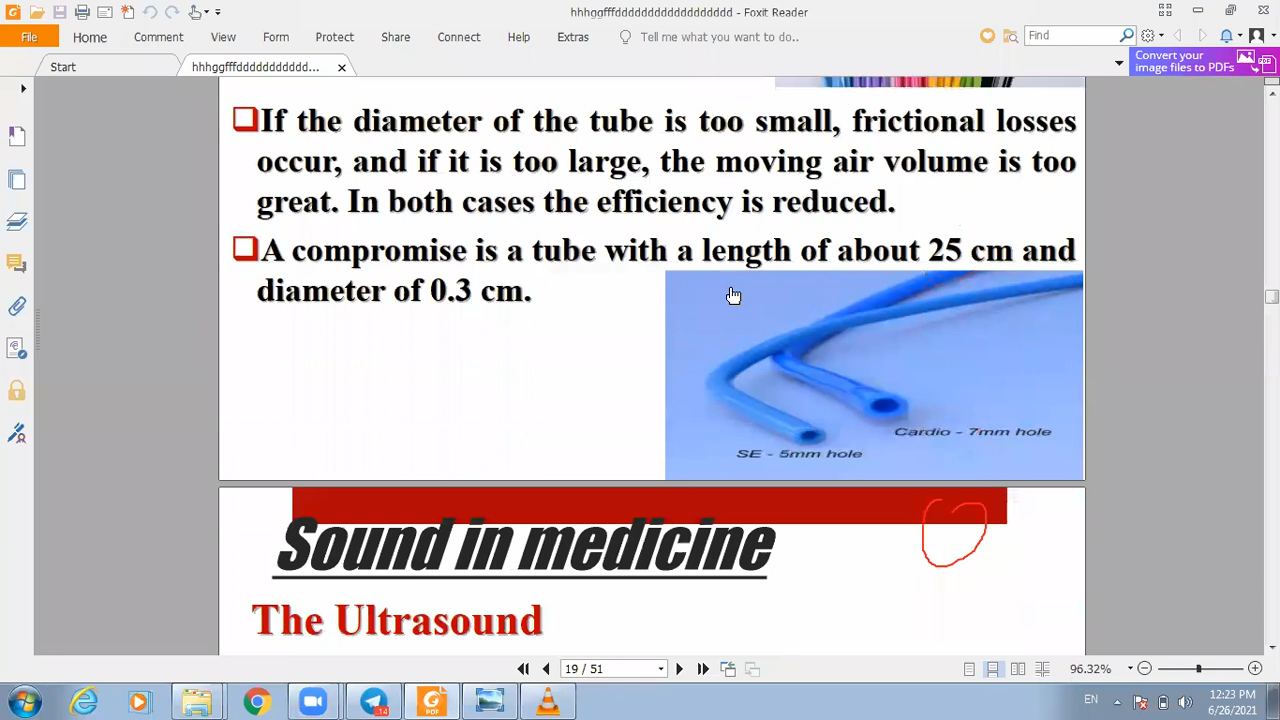 hhhggfffdddddddddddddddddd - Foxit Reader
File Home Comment View Form Protect Share Connect Help Extras Tell me what you want to do.. Find
Start hhhggfffddddddddddd...
Convert your
image files to PDFs
If the diameter of the tube is too small, frictional losses
occur, and if it is too large, the moving air volume is too
great. In both cases the efficiency is reduced.
A compromise is a tube with a length of about 25 cm and
diameter of 0.3 cm.
Cardio - 7mm hole
SE - 5mm hole
Sound in medicine
The Ultrasound
19 / 51 96.32%
14
PDF
EN
12:23 PM
6/26/2021